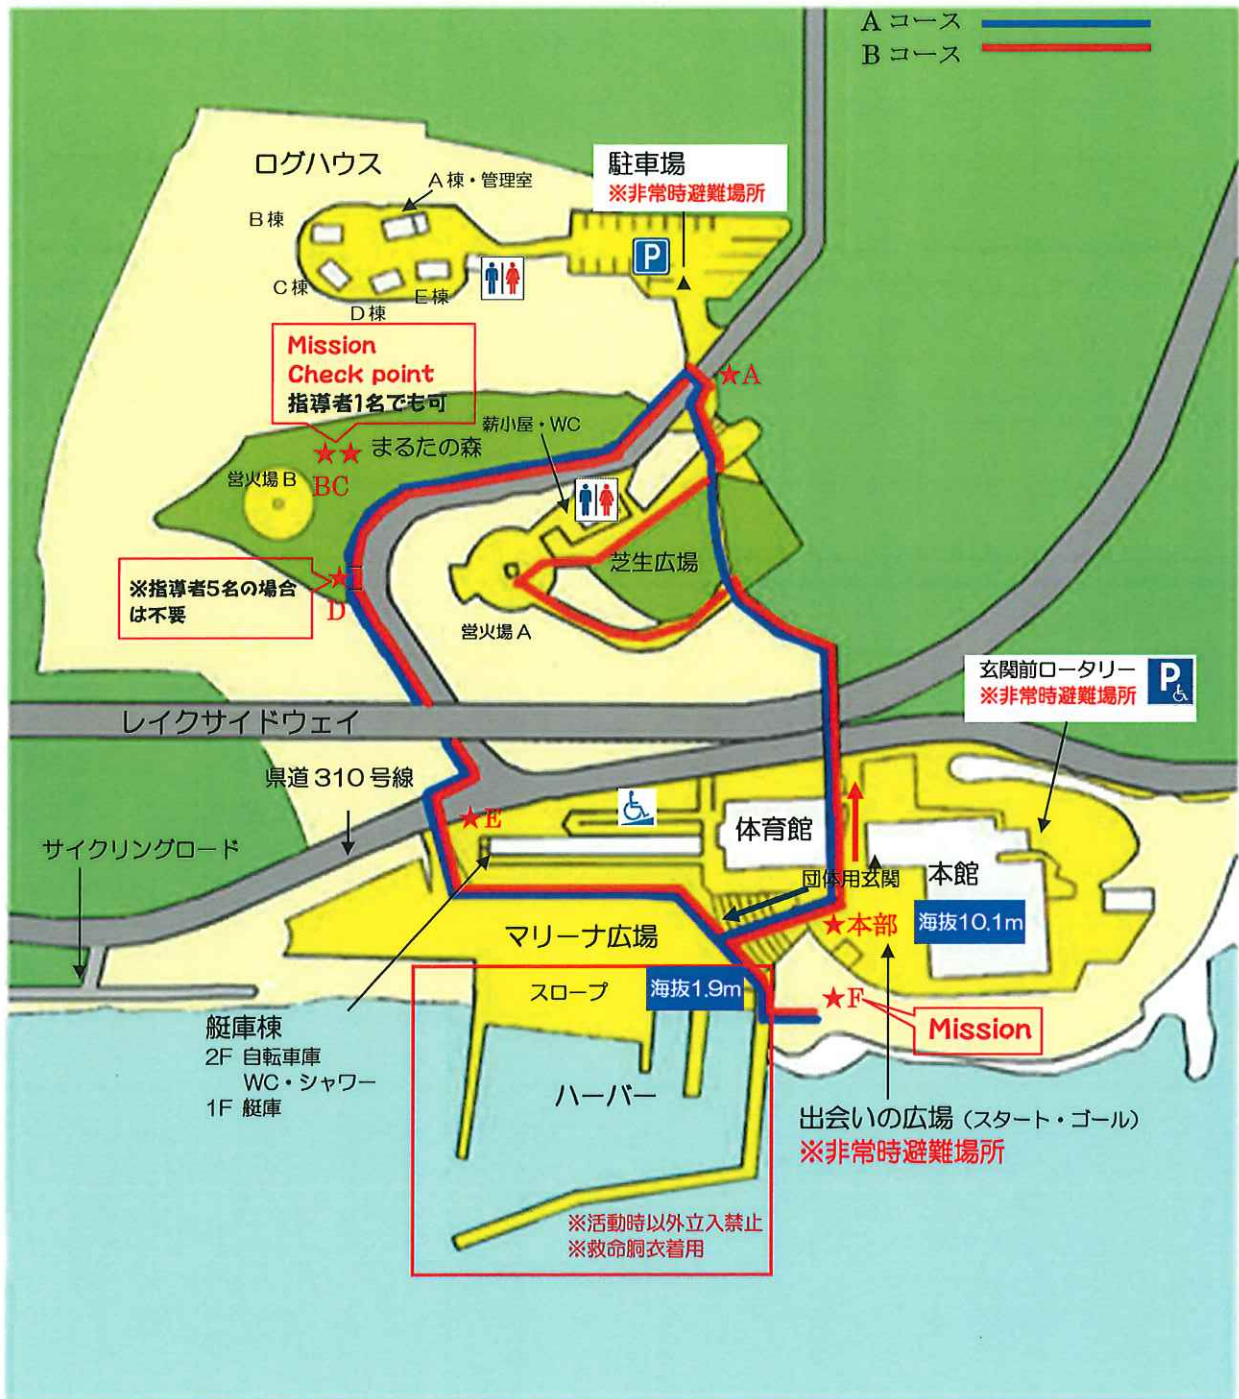 A コース
B コース
ログハウス
A棟・管理室
駐車場
※非常時避難場所
B棟
P
C棟
E棟
D棟
Mission
Check point
指導者1名でも可
★A
薪小屋・WC
★★ まるたの森
営火場B
BC
芝生広場
※指導者5名の場合
は不要
★
D
営火場A
玄関前ロータリー
※非常時避難場所
P
レイクサイドウェイ
県道310号線
★E
体育館
サイクリングロード
団体用玄関
本館
★本部
海抜10.1m
マリーナ広場
スロープ
海抜1.9m
★F
Mission
艇庫棟
2F 自転車庫
WC・シャワー
1F 艇庫
ハーバー
出会いの広場（スタート・ゴール）
※非常時避難場所
※活動時以外立入禁止
※救命胴衣着用